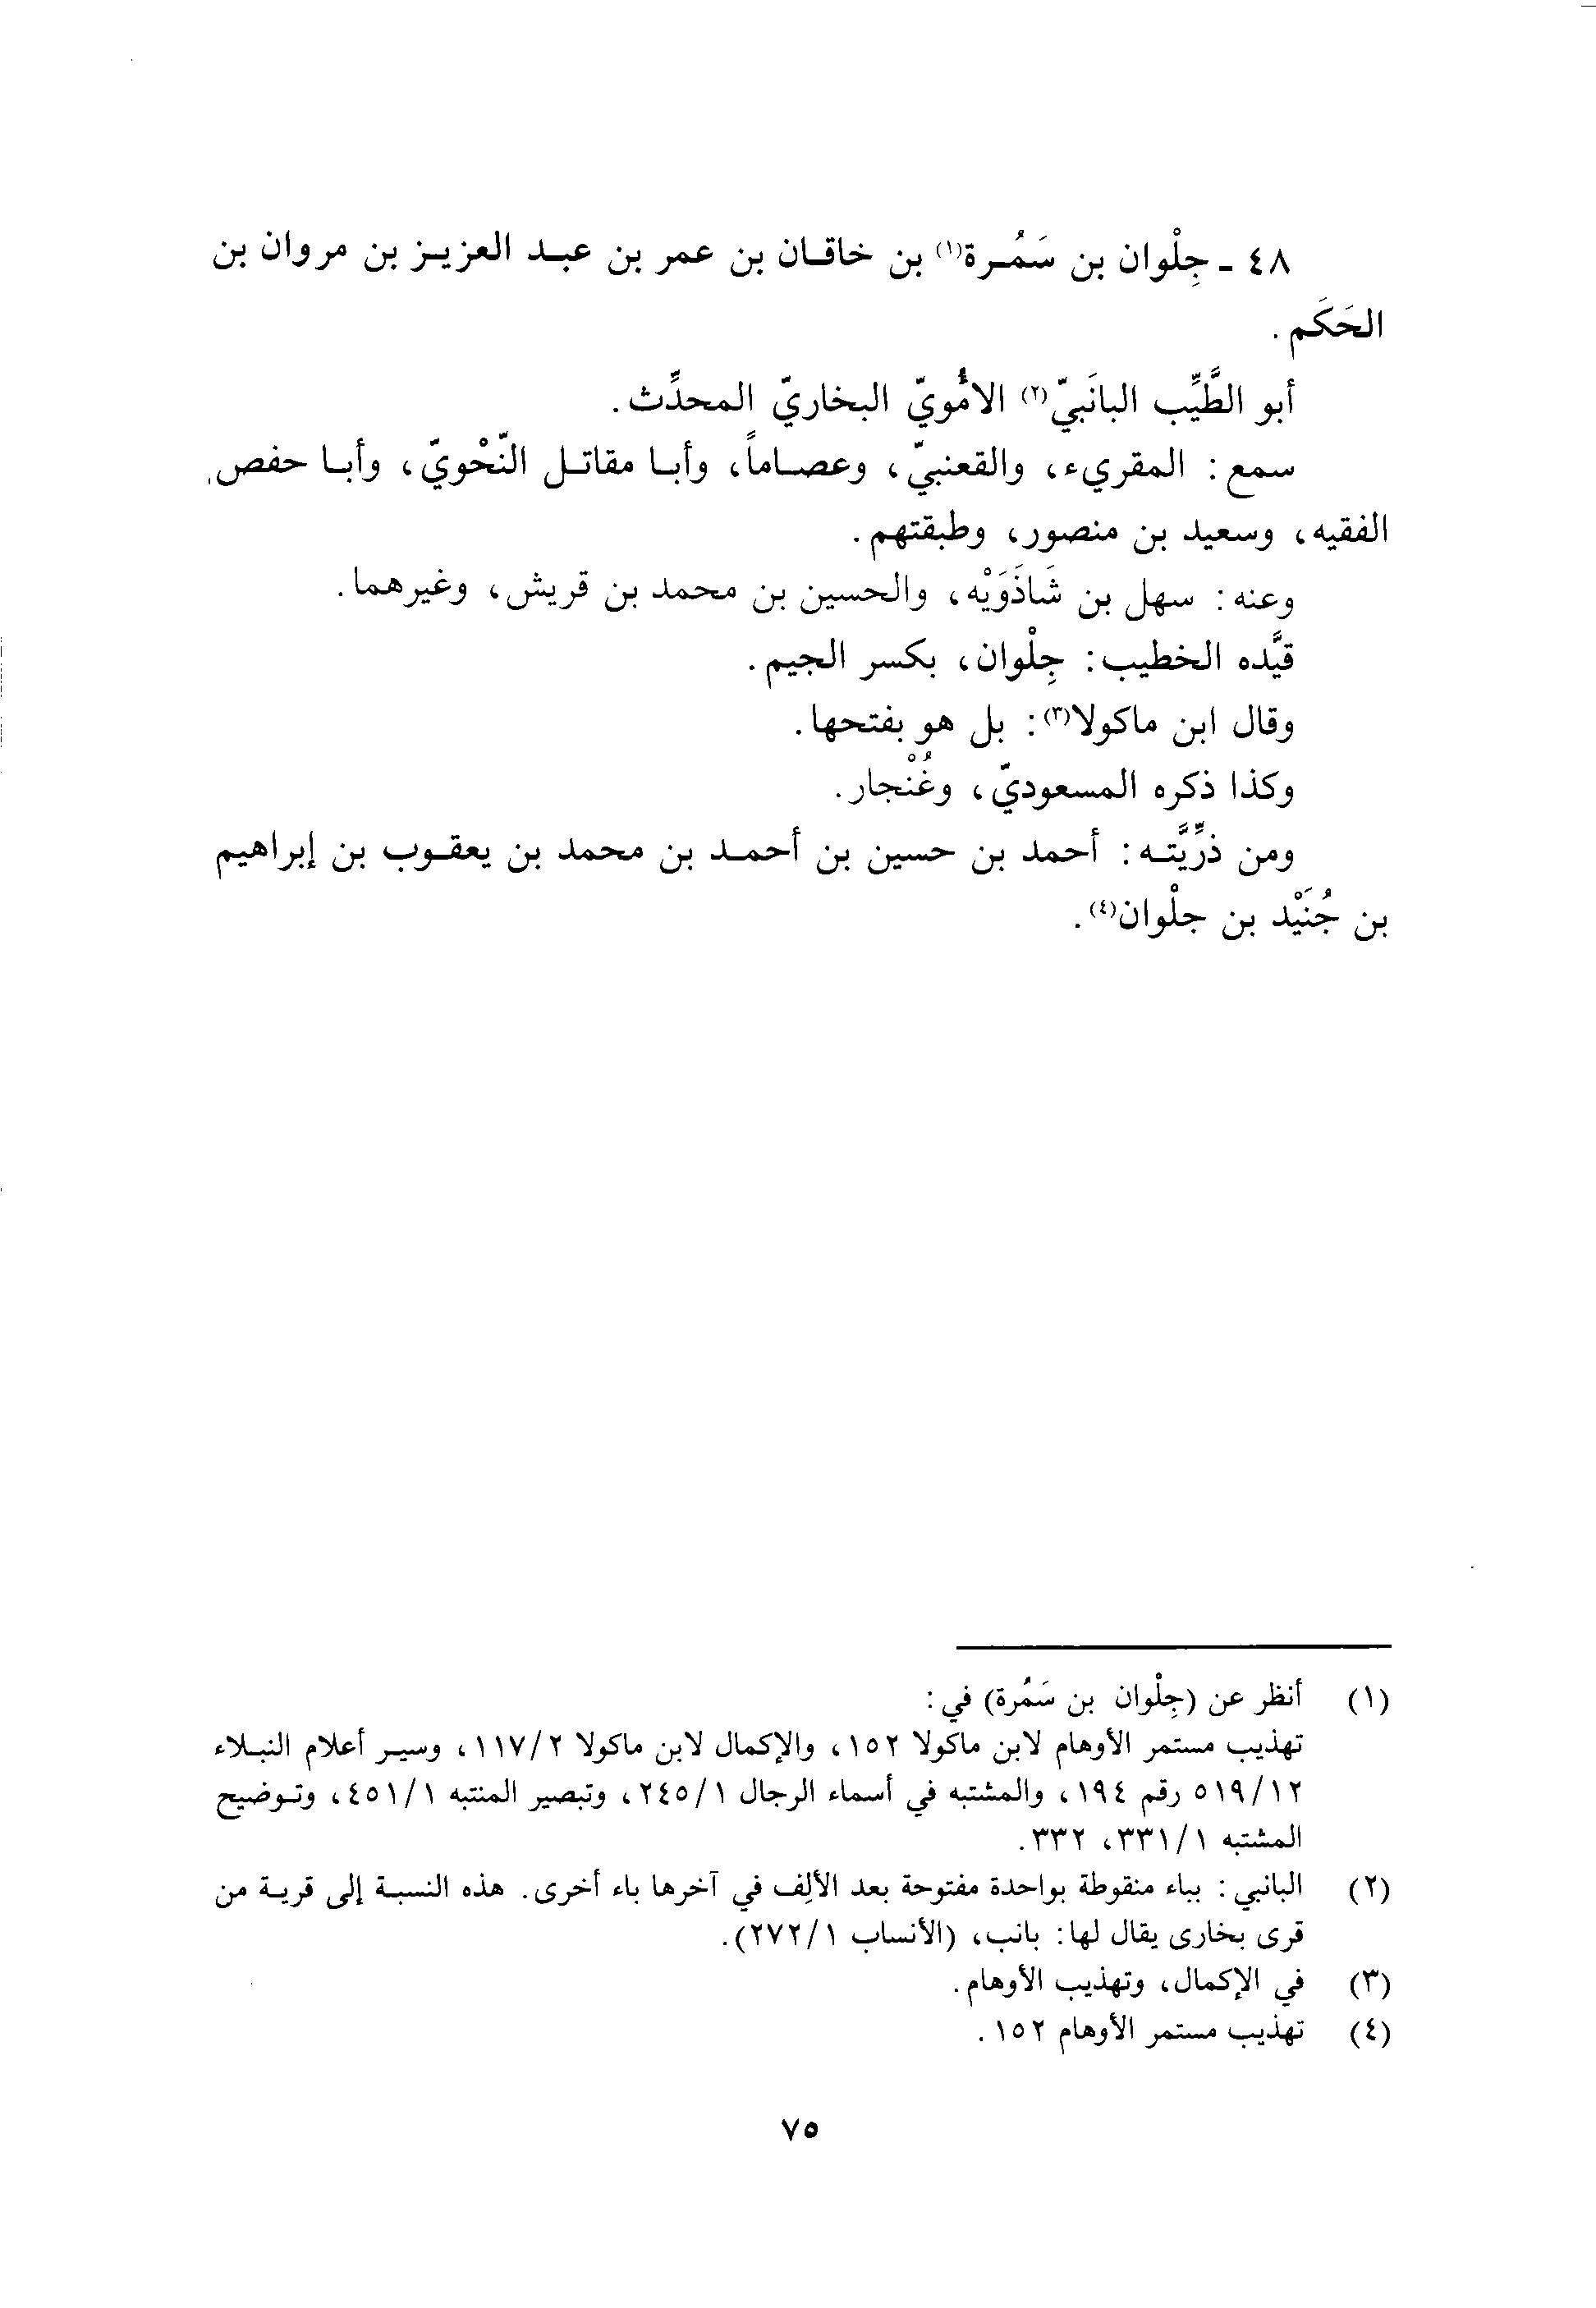 ٤٨ ـ جِلْوان بن سَمُرة(١) بن خاقان بن عمر بن عبد العزيز بن مروان بن
الحَكَم.
أبو الطَّيِّب البانَبيّ(٢) الأمُويّ البخاريّ المحدِّث.
سمع: المقريء، والقعنبيّ، وعصاماً، وأبا مقاتل النّحْويّ، وأبا حفص
الفقيه، وسعيد بن منصور، وطبقتهم.
وعنه: سهل بن شَاذَوَيْه، والحسين بن محمد بن قريش، وغيرهما.
قيَّده الخطيب: جِلْوان، بكسر الجيم.
وقال ابن ماكولا(٣): بل هو بفتحها.
وكذا ذكره المسعوديّ، وغُنْجار.
ومن ذرِّيَّته: أحمد بن حسين بن أحمد بن محمد بن يعقوب بن إبراهيم
بن جُنَيْد بن جلْوان(٤).
(١) أنظر عن (جِلْوان بن سَمُرة) في:
تهذيب مستمر الأوهام لابن ماكولا ١٥٢، والإكمال لابن ماكولا ١١٧/٢، وسير أعلام النبلاء
٥١٩/١٢ رقم ١٩٤، والمشتبه في أسماء الرجال ٢٤٥/١، وتبصير المنتبه ٤٥١/١، وتوضيح
المشتبه ٣٣١/١، ٣٣٢.
(٢) البانبي: بباء منقوطة بواحدة مفتوحة بعد الألِف في آخرها باء أخرى. هذه النسبة إلى قرية من
قرى بخارى يقال لها: بانب، (الأنساب ٢٧٢/١).
(٣) في الإكمال، وتهذيب الأوهام.
(٤) تهذيب مستمر الأوهام ١٥٢.
٧٥